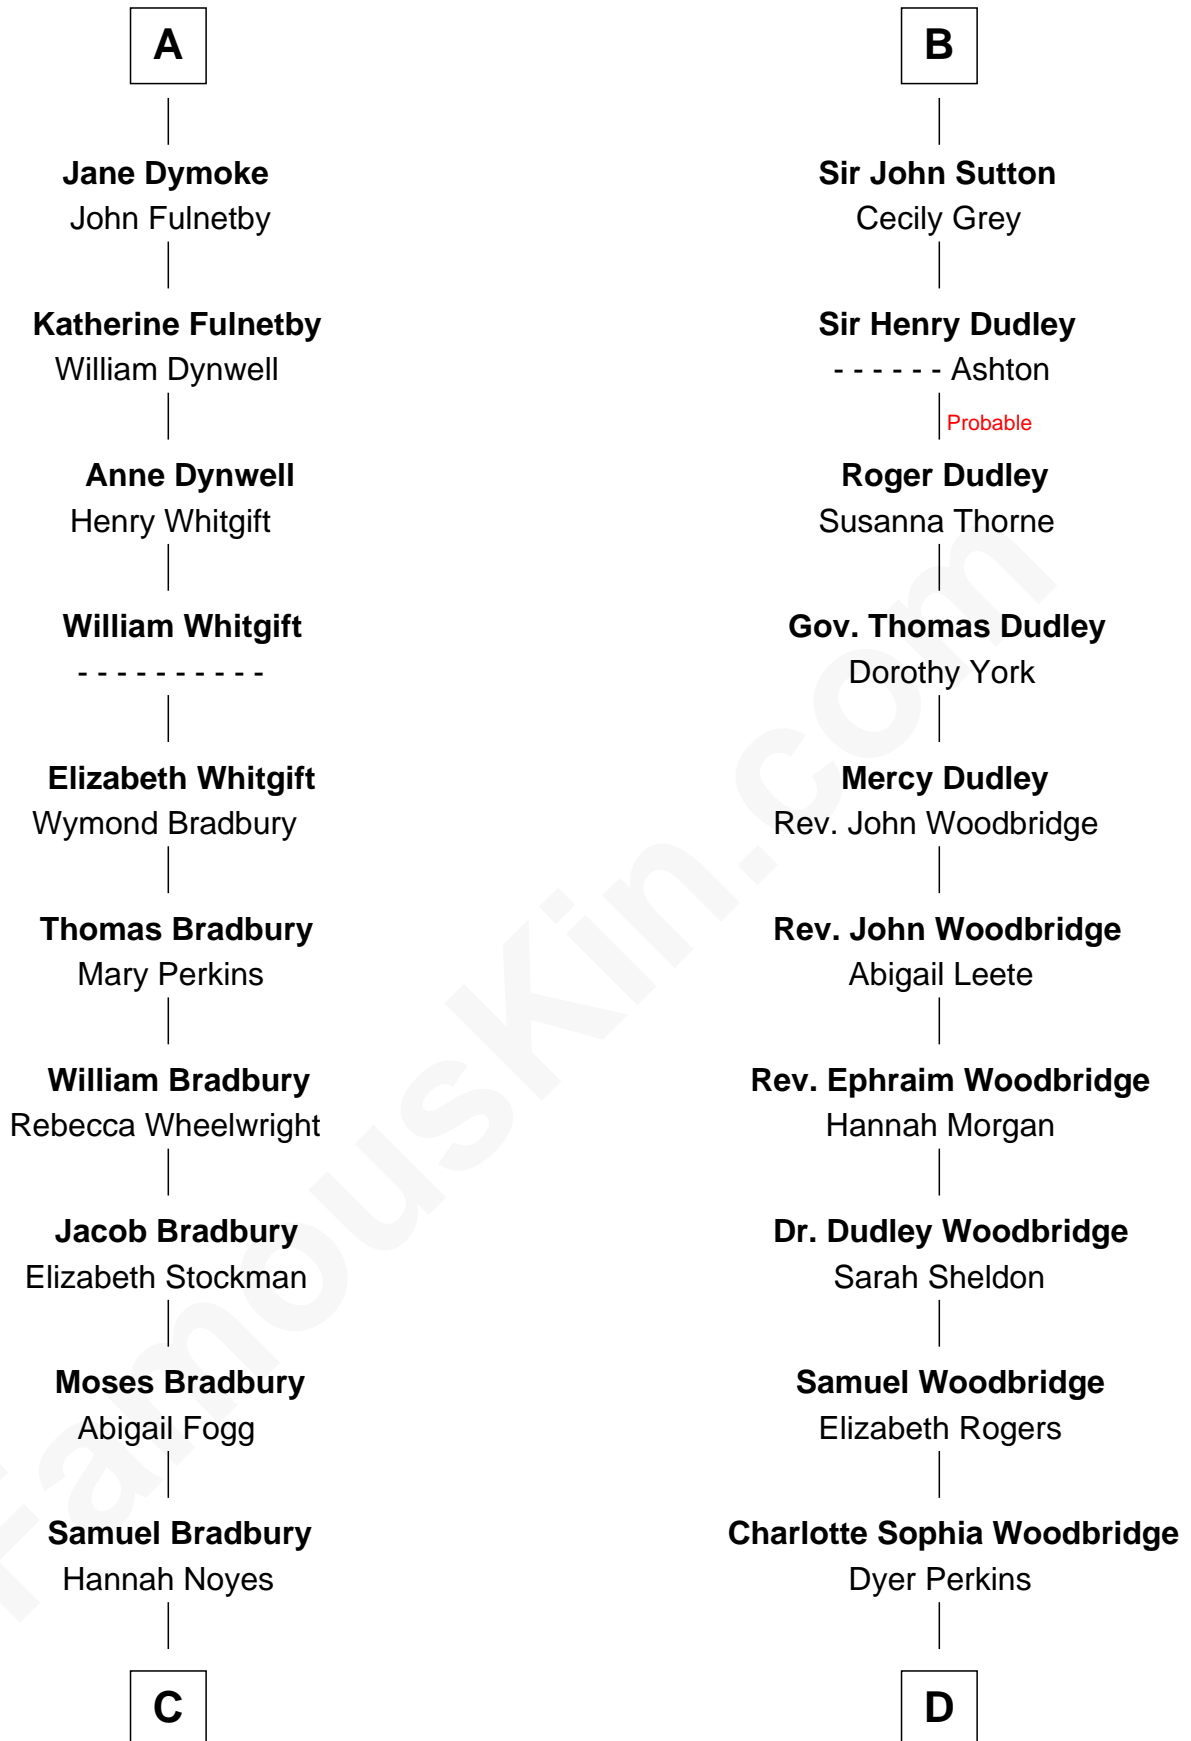 A
Jane Dymoke
John Fulnetby
Katherine Fulnetby
William Dynwell
Anne Dynwell
Henry Whitgift
William Whitgift
- - - - - - - - - -
Elizabeth Whitgift
Wymond Bradbury
Thomas Bradbury
Mary Perkins
William Bradbury
Rebecca Wheelwright
Jacob Bradbury
Elizabeth Stockman
Moses Bradbury
Abigail Fogg
Samuel Bradbury
Hannah Noyes
C
B
Sir John Sutton
Cecily Grey
Sir Henry Dudley
- - - - - - Ashton
Probable
Roger Dudley
Susanna Thorne
Gov. Thomas Dudley
Dorothy York
Mercy Dudley
Rev. John Woodbridge
Rev. John Woodbridge
Abigail Leete
Rev. Ephraim Woodbridge
Hannah Morgan
Dr. Dudley Woodbridge
Sarah Sheldon
Samuel Woodbridge
Elizabeth Rogers
Charlotte Sophia Woodbridge
Dyer Perkins
D
FamousKin.com